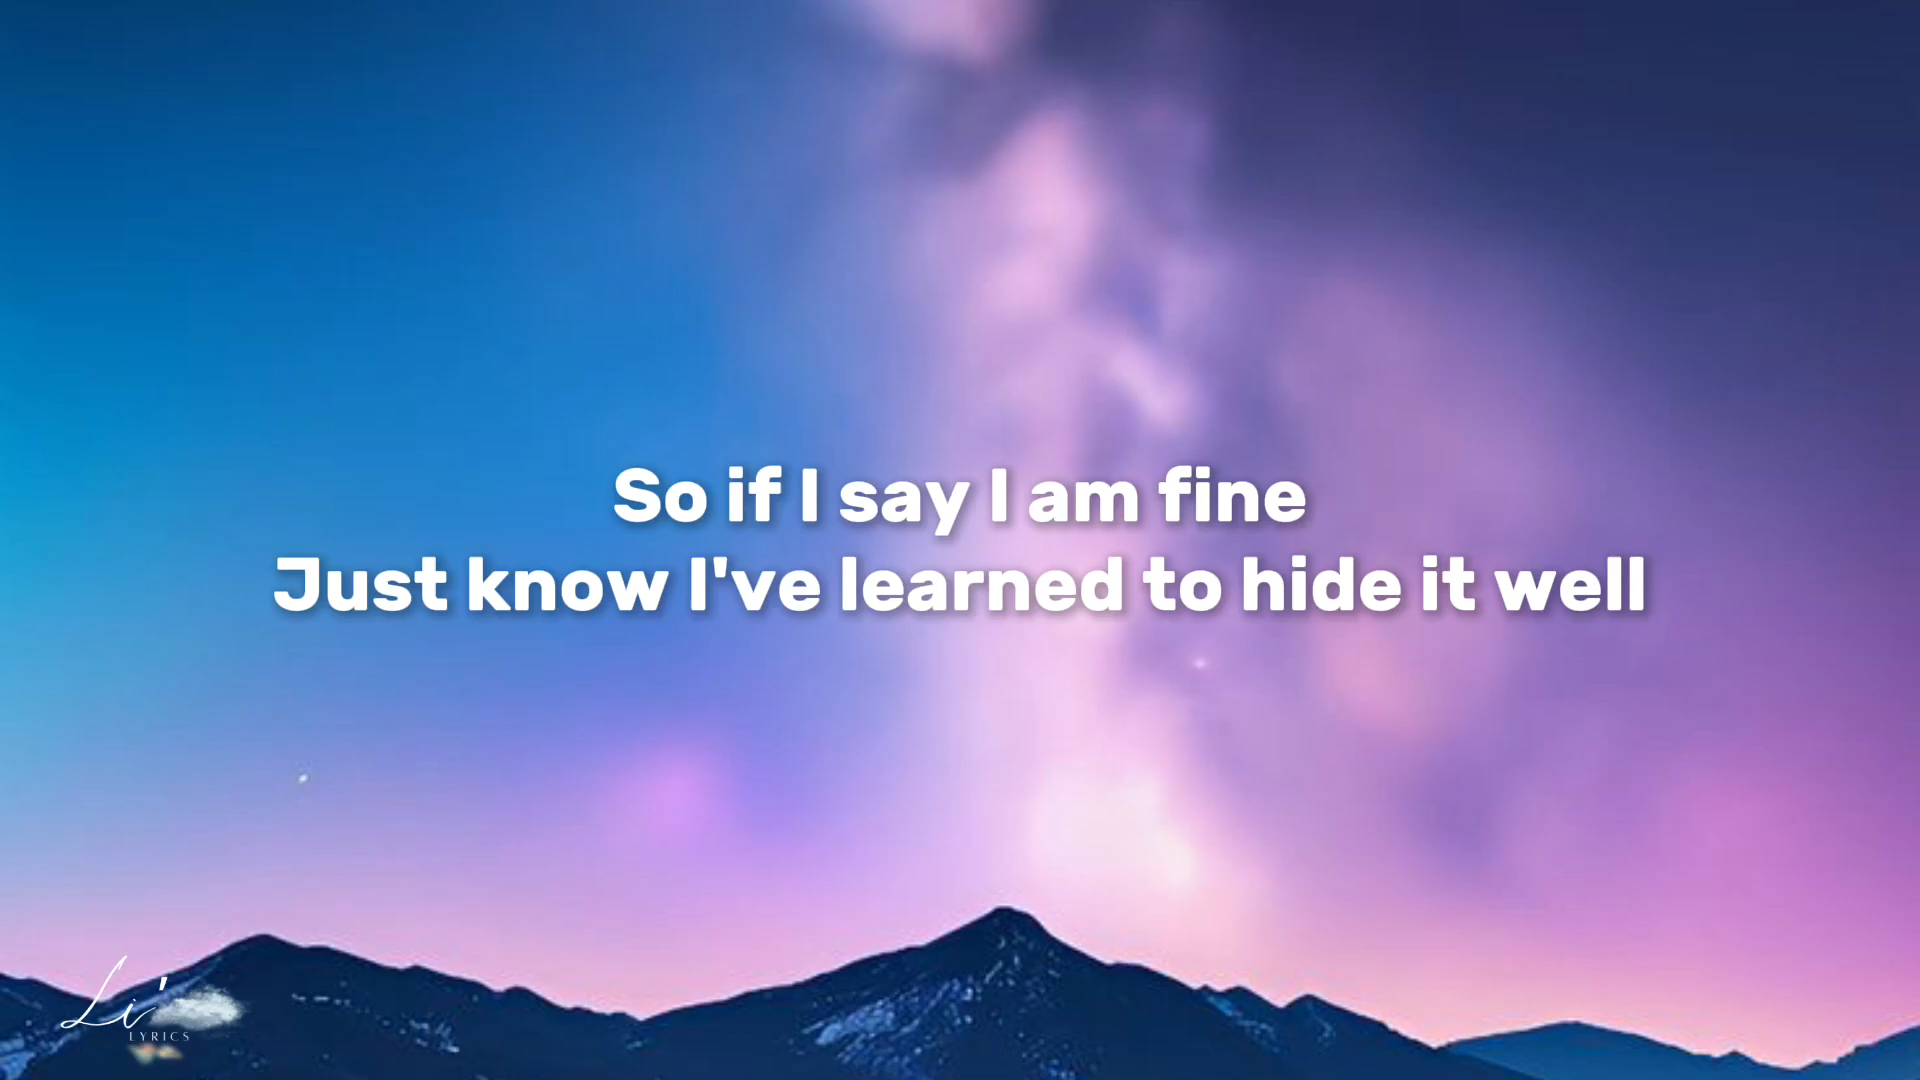 So if I say I am fine
Just know I've learned to hide it well
Li'
LYRICS